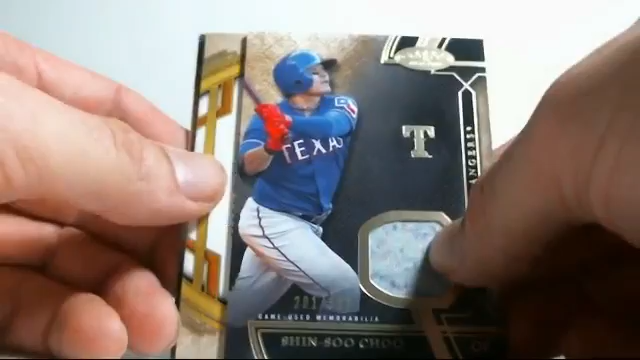 T
TEXAS
RANGERS
GAME-USED MEMORABILIA
SHIN-SOO CHOO